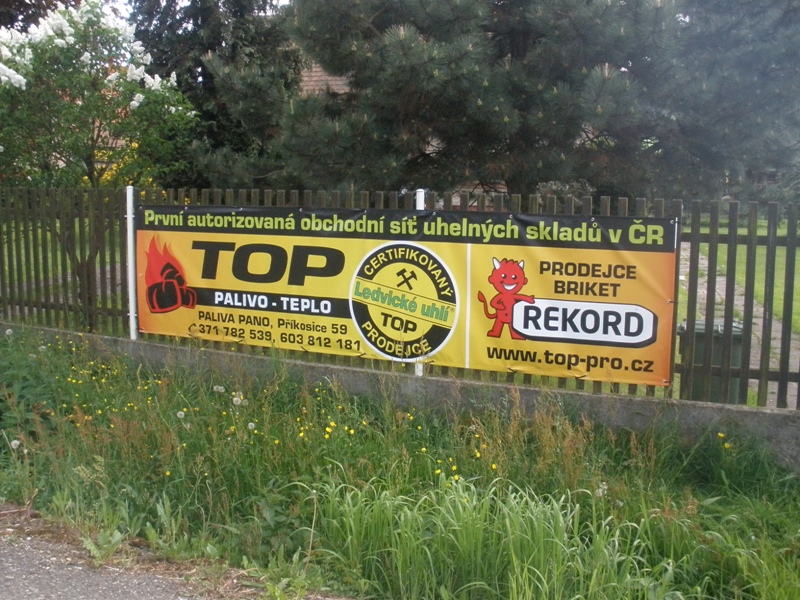 První autorizovaná obchodní síť uhelných skladů v ČR
TOP
PALIVO - TEPLO
PALIVA PANO, Příkosice 59
371 782 539, 603 812 181
CERTIFIKOVANÝ
Ledvické uhlí
TOP
PRODEJCE
PRODEJCE
BRIKET
REKORD
www.top-pro.cz